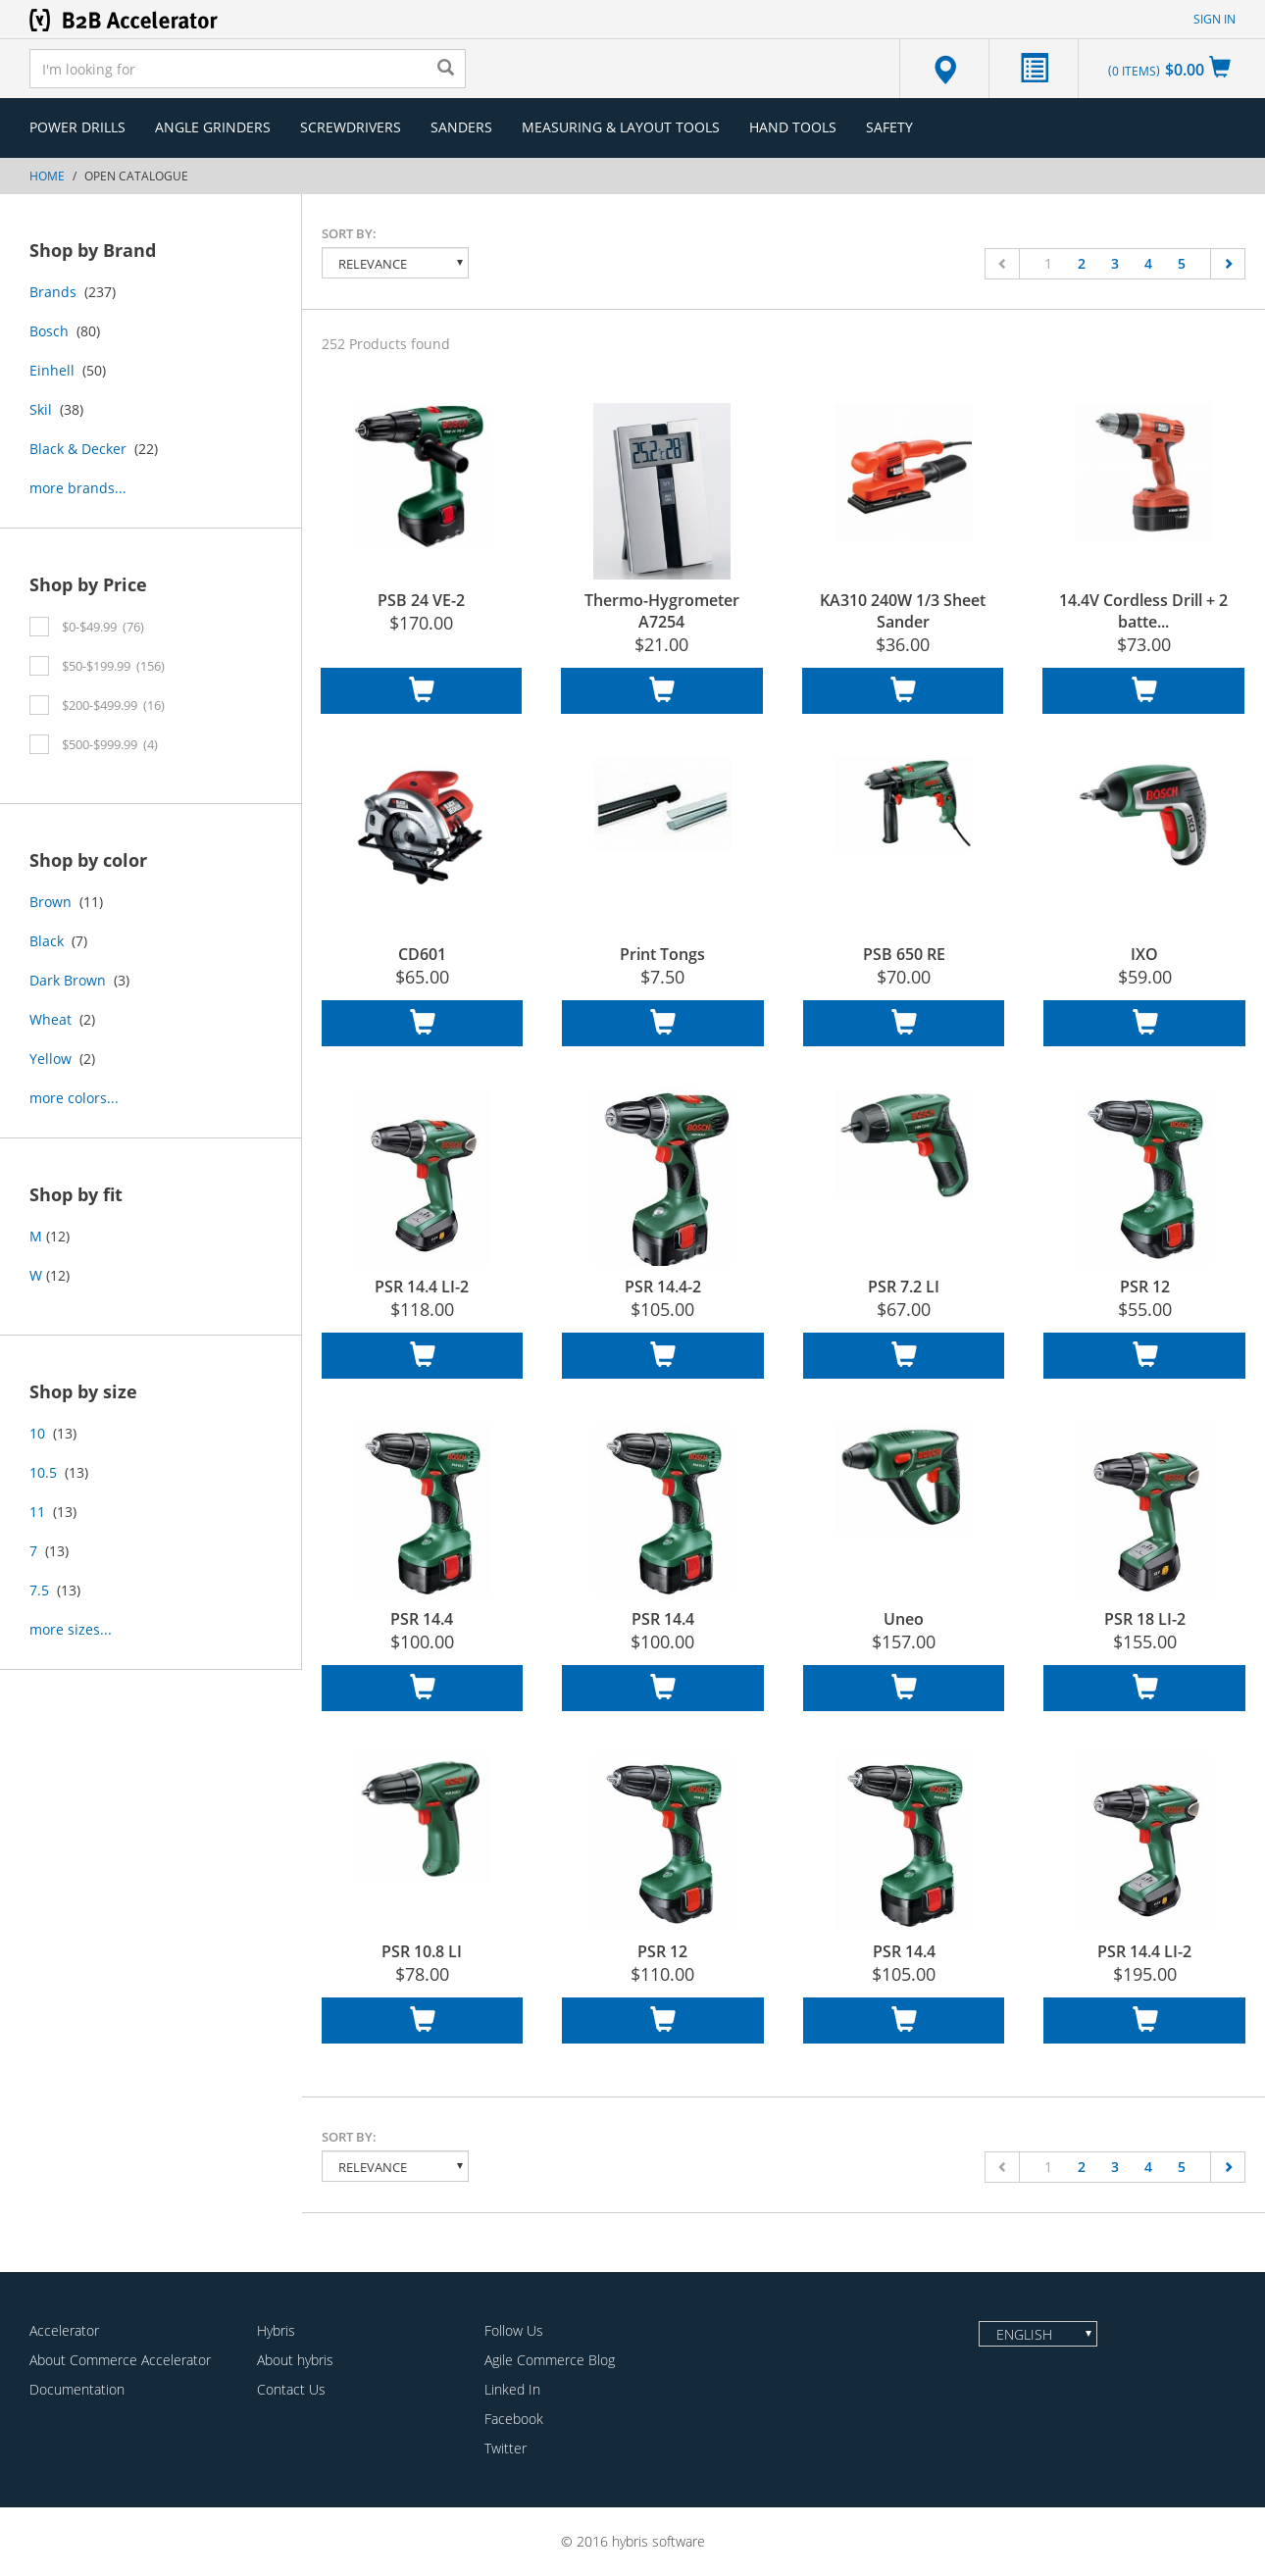 (y) B2B Accelerator
SIGN IN
I'm looking for
(0 ITEMS) $0.00
POWER DRILLS ANGLE GRINDERS SCREWDRIVERS SANDERS MEASURING & LAYOUT TOOLS HAND TOOLS SAFETY
HOME / OPEN CATALOGUE
Shop by Brand
Brands (237)
Bosch (80)
Einhell (50)
Skil (38)
Black & Decker (22)
more brands...
Shop by Price
$0-$49.99 (76)
$50-$199.99 (156)
$200-$499.99 (16)
$500-$999.99 (4)
Shop by color
Brown (11)
Black (7)
Dark Brown (3)
Wheat (2)
Yellow (2)
more colors...
Shop by fit
M (12)
W (12)
Shop by size
10 (13)
10.5 (13)
11 (13)
7 (13)
7.5 (13)
more sizes...
SORT BY:
RELEVANCE
1 2 3 4 5
252 Products found
PSB 24 VE-2
$170.00
Thermo-Hygrometer
A7254
$21.00
KA310 240W 1/3 Sheet
Sander
$36.00
14.4V Cordless Drill + 2
batte...
$73.00
CD601
$65.00
Print Tongs
$7.50
PSB 650 RE
$70.00
IXO
$59.00
PSR 14.4 LI-2
$118.00
PSR 14.4-2
$105.00
PSR 7.2 LI
$67.00
PSR 12
$55.00
PSR 14.4
$100.00
PSR 14.4
$100.00
Uneo
$157.00
PSR 18 LI-2
$155.00
PSR 10.8 LI
$78.00
PSR 12
$110.00
PSR 14.4
$105.00
PSR 14.4 LI-2
$195.00
SORT BY:
RELEVANCE
1 2 3 4 5
Accelerator
About Commerce Accelerator
Documentation
Hybris
About hybris
Contact Us
Follow Us
Agile Commerce Blog
Linked In
Facebook
Twitter
ENGLISH
© 2016 hybris software